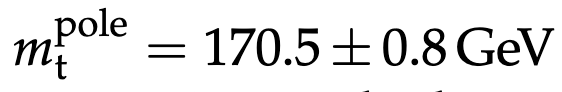 m_t^pole = 170.5 ± 0.8 GeV